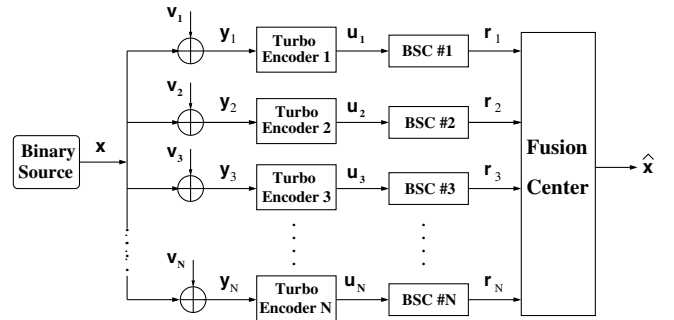 v1
y1
Turbo
Encoder 1
u1
BSC #1
r1
v2
y2
Turbo
Encoder 2
u2
BSC #2
r2
Binary
Source
x
v3
y3
Turbo
Encoder 3
u3
BSC #3
r3
Fusion
Center
x̂
vN
yN
Turbo
Encoder N
uN
BSC #N
rN